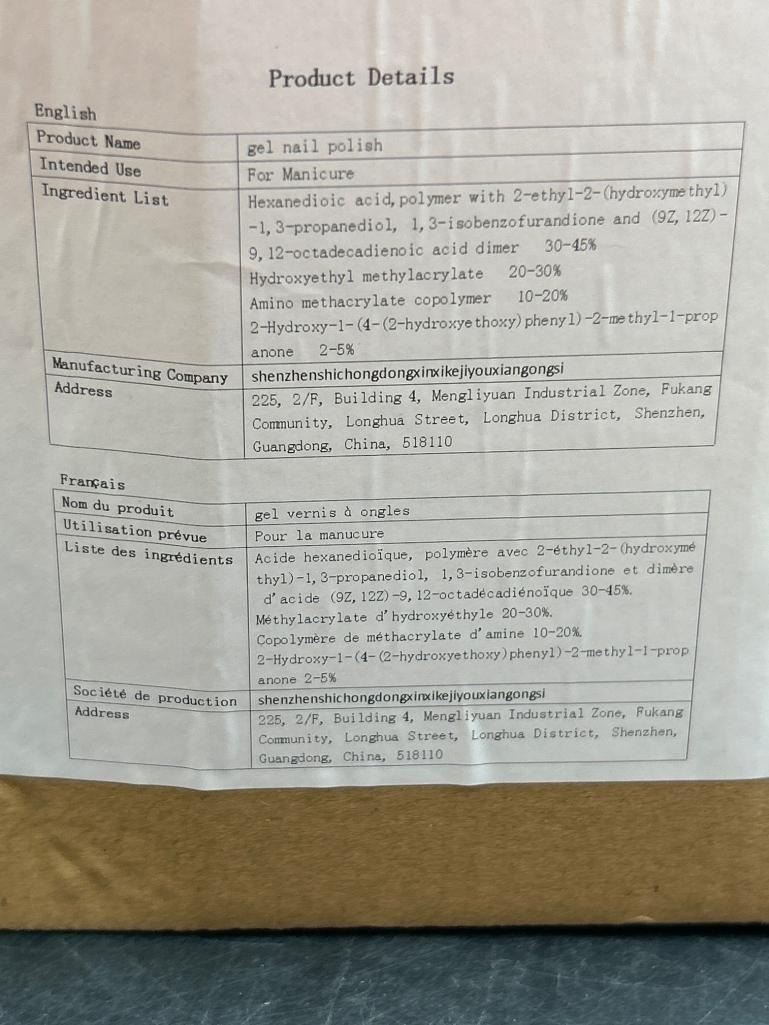 Product Details
English
Product Name gel nail polish
Intended Use For Manicure
Ingredient List Hexanedioic acid, polymer with 2-ethyl-2-(hydroxymethyl)
-1, 3-propanediol, 1, 3-isobenzofurandione and (9Z, 12Z)-
9, 12-octadecadienoic acid dimer 30-45%
Hydroxyethyl methylacrylate 20-30%
Amino methacrylate copolymer 10-20%
2-Hydroxy-1-(4-(2-hydroxyethoxy)phenyl)-2-methyl-1-prop
anone 2-5%
Manufacturing Company shenzhenshichongdongxinxikejiyouxiangongsi
Address 225, 2/F, Building 4, Mengliyuan Industrial Zone, Fukang
Community, Longhua Street, Longhua District, Shenzhen,
Guangdong, China, 518110
Français
Nom du produit gel vernis à ongles
Utilisation prévue Pour la manucure
Liste des ingrédients Acide hexanedioïque, polymère avec 2-éthyl-2-(hydroxymé
thyl)-1, 3-propanediol, 1, 3-isobenzofurandione et dimère
d'acide (9Z, 12Z)-9, 12-octadécadiénoïque 30-45%.
Méthylacrylate d'hydroxyéthyle 20-30%.
Copolymère de méthacrylate d'amine 10-20%.
2-Hydroxy-1-(4-(2-hydroxyethoxy)phenyl)-2-methyl-1-prop
anone 2-5%
Société de production shenzhenshichongdongxinxikejiyouxiangongsi
Address 225, 2/F, Building 4, Mengliyuan Industrial Zone, Fukang
Community, Longhua Street, Longhua District, Shenzhen,
Guangdong, China, 518110